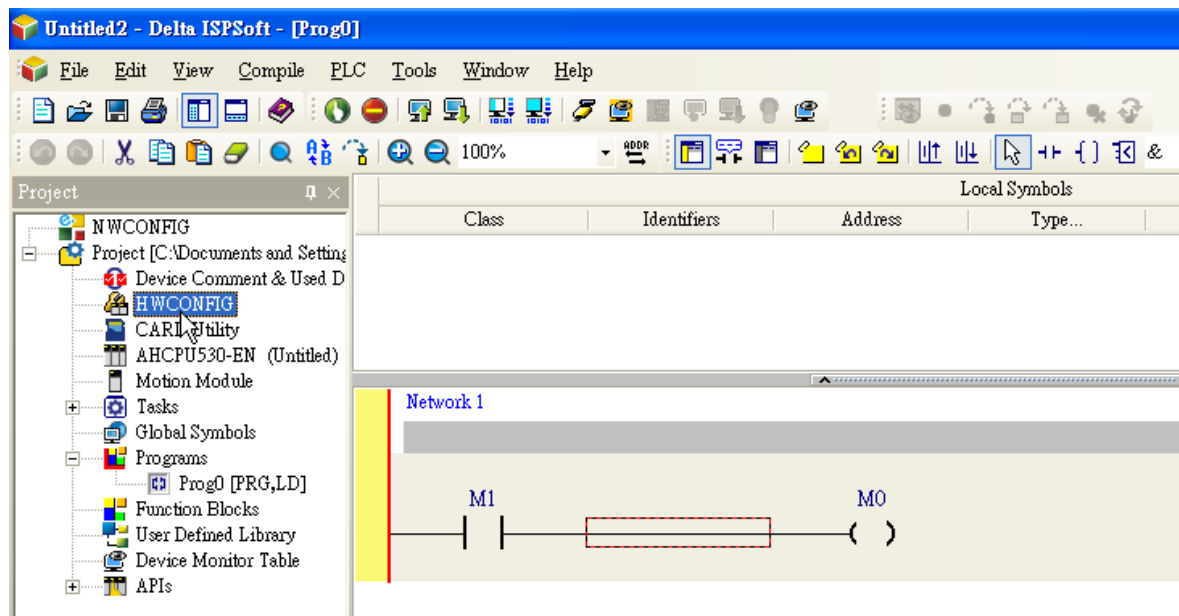 Untitled2 - Delta ISPSoft - [Prog0]
File Edit View Compile PLC Tools Window Help
100% ADDR &
Project
Local Symbols
Class Identifiers Address Type...
NWCONFIG
Project [C:\Documents and Setting
Device Comment & Used D
HWCONFIG
CARD Utility
AHCPU530-EN (Untitled)
Motion Module
Tasks
Global Symbols
Programs
Prog0 [PRG,LD]
Function Blocks
User Defined Library
Device Monitor Table
APIs
Network 1
M1 M0